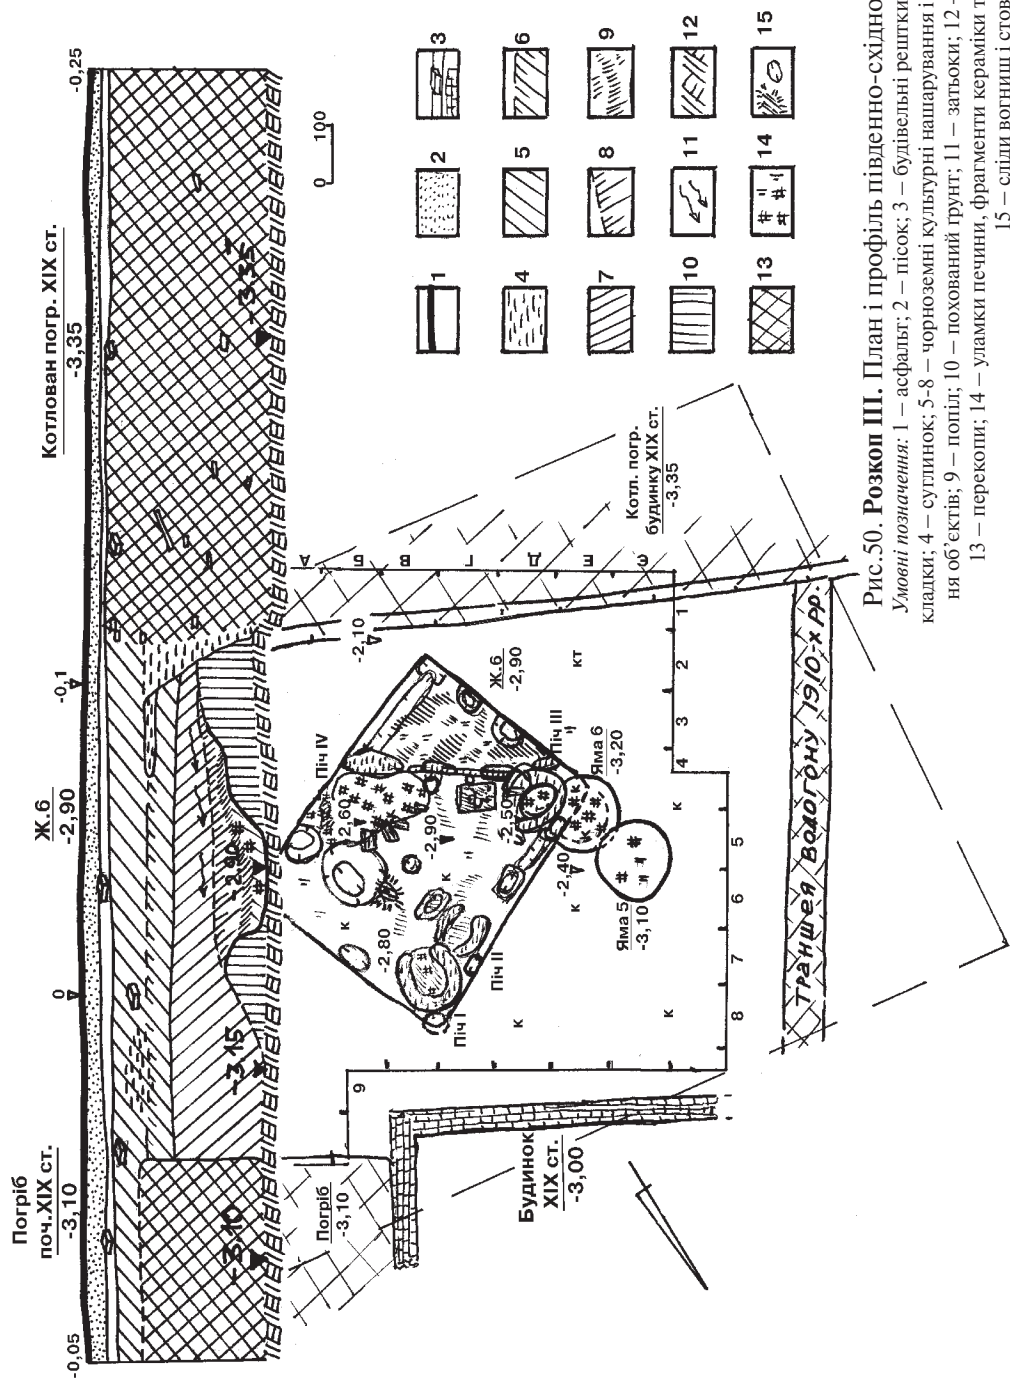 Погріб
поч.ХІХ ст.
-3,10
Ж.6
-2,90
Котлован погр. ХІХ ст.
-3,35
-0,05
0
-0,1
-0,25
-3.10
-3.15
-2.90
-3.35
0 100
Погріб
-3,10
9
Будинок
ХІХ ст.
-3,00
Піч I
Піч II
Піч III
Піч IV
-2,80
-2,60
-2,90
-2,50
-2,40
-2,10
Ж.6
-2,90
кт
к
к
к
к
к
к
Яма 5
-3,10
Яма 6
-3,20
А
Б
В
Г
Д
Е
Є
8
7
6
5
4
3
2
1
Котл. погр.
будинку ХІХ ст.
-3,35
Траншея водогону 1910-х рр.
1 2 3
4 5 6
7 8 9
10 11 12
13 14 15
Рис.50. Розкоп III. План і профіль південно-східно
Умовні позначення: 1 – асфальт; 2 – пісок; 3 – будівельні рештки
кладки; 4 – суглинок; 5-8 – чорноземні культурні нашарування і
ня об’єктів; 9 – попіл; 10 – похований ґрунт; 11 – затьоки; 12 -
13 – перекопи; 14 – уламки печини, фрагменти кераміки т
15 – сліди вогнищ і стов